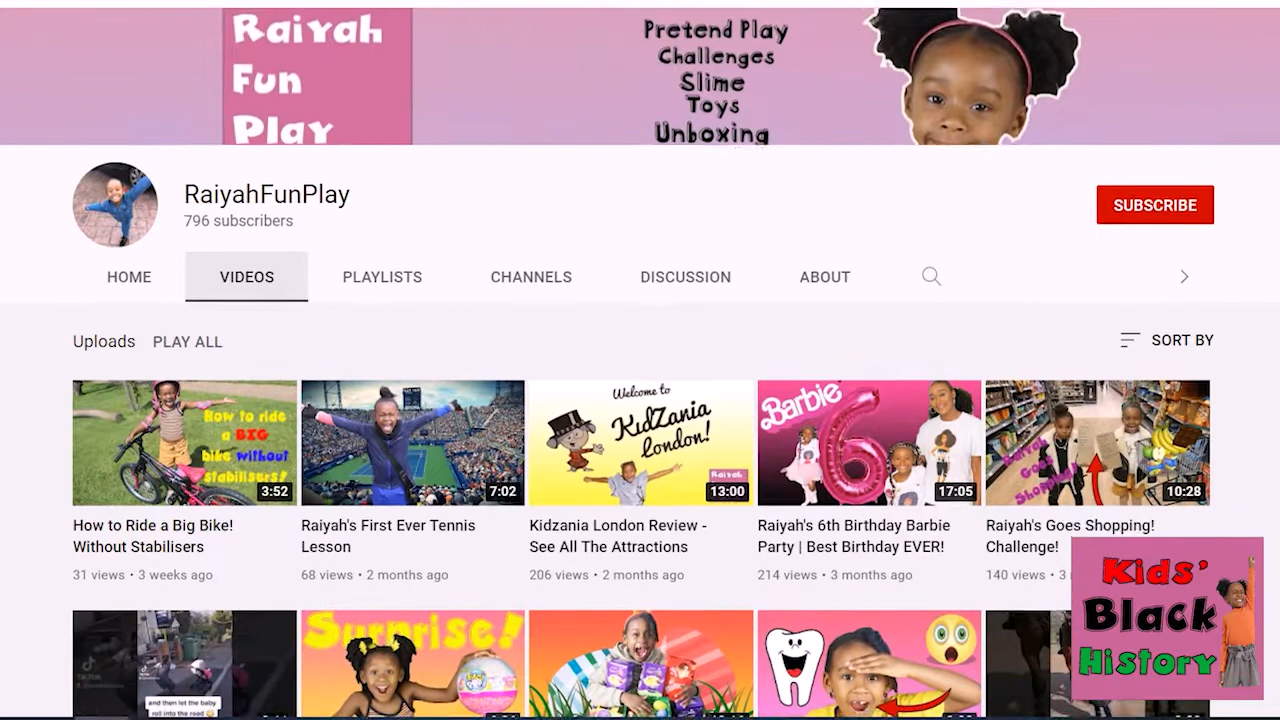 Raiyah
Fun
Play
Pretend Play
Challenges
Slime
Toys
Unboxing
RaiyahFunPlay
796 subscribers
SUBSCRIBE
HOME
VIDEOS
PLAYLISTS
CHANNELS
DISCUSSION
ABOUT
Uploads
PLAY ALL
SORT BY
How to ride
a BIG
bike without
stabilisers!
3:52
7:02
Welcome to
KidZania
London!
Raiyah
13:00
Barbie
6
17:05
Raiyah
Goes
Shopping!
10:28
How to Ride a Big Bike!
Without Stabilisers
31 views • 3 weeks ago
Raiyah's First Ever Tennis
Lesson
68 views • 2 months ago
Kidzania London Review -
See All The Attractions
206 views • 2 months ago
Raiyah's 6th Birthday Barbie
Party | Best Birthday EVER!
214 views • 3 months ago
Raiyah's Goes Shopping!
Challenge!
140 views • 3
TikTok
and then let the baby
roll into the road
Surprise!
Kids'
Black
History